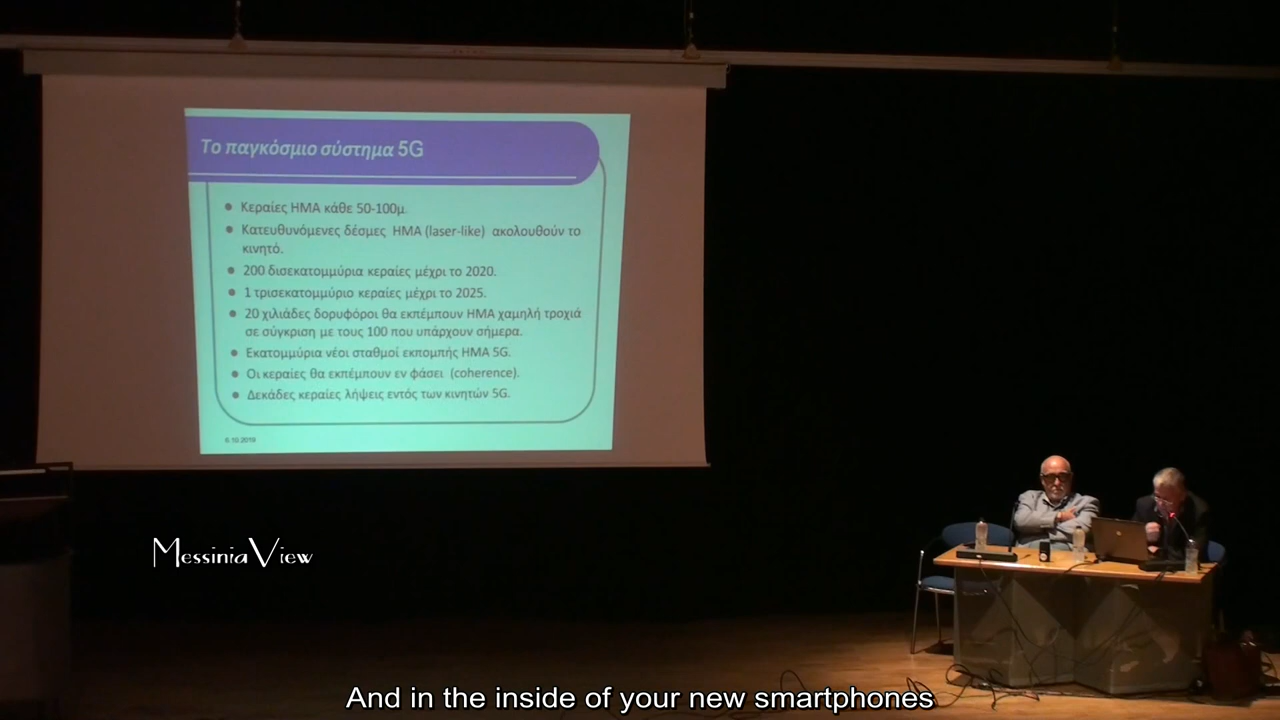 Το παγκόσμιο σύστημα 5G
Κεραίες ΗΜΑ κάθε 50-100μ.
Κατευθυνόμενες δέσμες ΗΜΑ (laser-like) ακολουθούν το
κινητό.
200 δισεκατομμύρια κεραίες μέχρι το 2020.
1 τρισεκατομμύριο κεραίες μέχρι το 2025.
20 χιλιάδες δορυφόροι θα εκπέμπουν ΗΜΑ χαμηλή τροχιά
σε σύγκριση με τους 100 που υπάρχουν σήμερα.
Εκατομμύρια νέοι σταθμοί εκπομπής ΗΜΑ 5G.
Οι κεραίες θα εκπέμπουν εν φάσει (coherence).
Δεκάδες κεραίες λήψεις εντός των κινητών 5G.
6.10.2019
Messinia View
And in the inside of your new smartphones